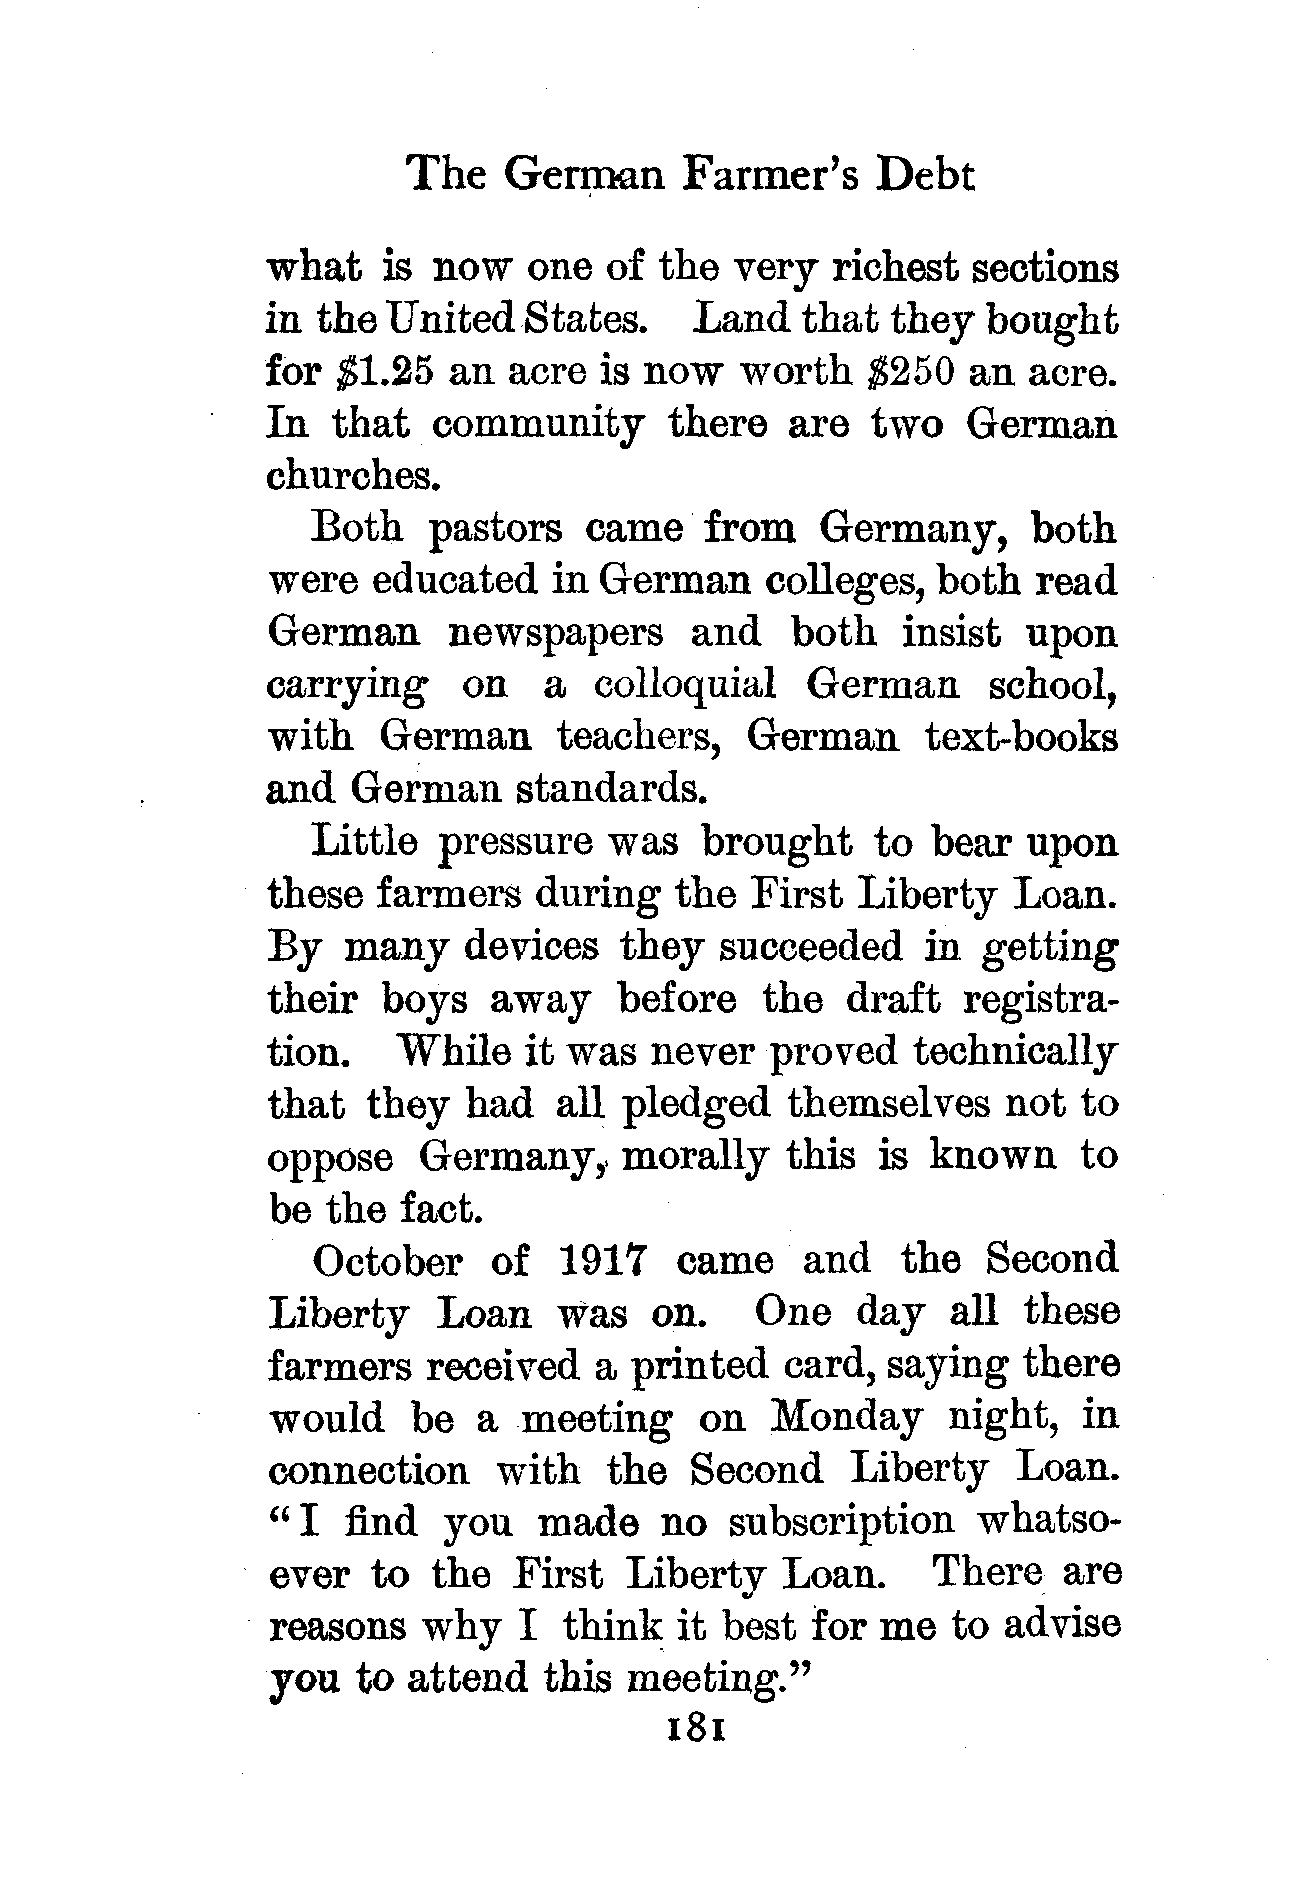 The German Farmer's Debt
what is now one of the very richest sections
in the United States. Land that they bought
for $1.25 an acre is now worth $250 an acre.
In that community there are two German
churches.
Both pastors came from Germany, both
were educated in German colleges, both read
German newspapers and both insist upon
carrying on a colloquial German school,
with German teachers, German text-books
and German standards.
Little pressure was brought to bear upon
these farmers during the First Liberty Loan.
By many devices they succeeded in getting
their boys away before the draft registra-
tion. While it was never proved technically
that they had all pledged themselves not to
oppose Germany, morally this is known to
be the fact.
October of 1917 came and the Second
Liberty Loan was on. One day all these
farmers received a printed card, saying there
would be a meeting on Monday night, in
connection with the Second Liberty Loan.
"I find you made no subscription whatso-
ever to the First Liberty Loan. There are
reasons why I think it best for me to advise
you to attend this meeting."
181